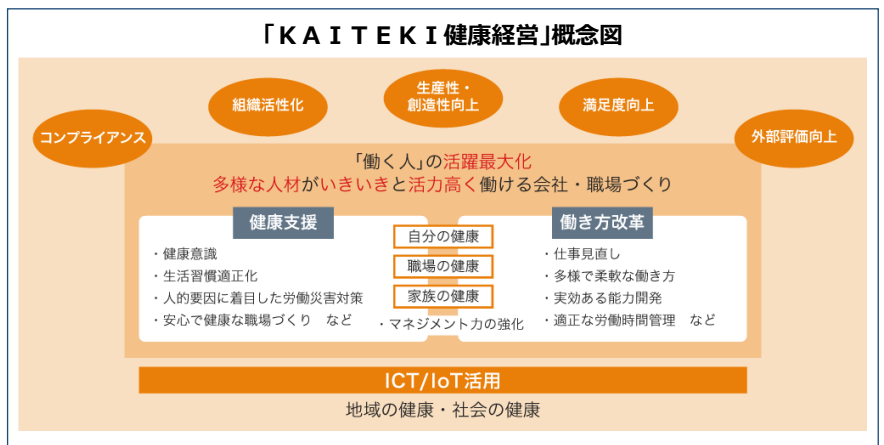 「ＫＡＩＴＥＫＩ健康経営」概念図
コンプライアンス
組織活性化
生産性・
創造性向上
満足度向上
外部評価向上
「働く人」の活躍最大化
多様な人材がいきいきと活力高く働ける会社・職場づくり
健康支援
・健康意識
・生活習慣適正化
・人的要因に着目した労働災害対策
・安心で健康な職場づくり　など
自分の健康
職場の健康
家族の健康
・マネジメント力の強化
働き方改革
・仕事見直し
・多様で柔軟な働き方
・実効ある能力開発
・適正な労働時間管理　など
ICT/IoT活用
地域の健康・社会の健康